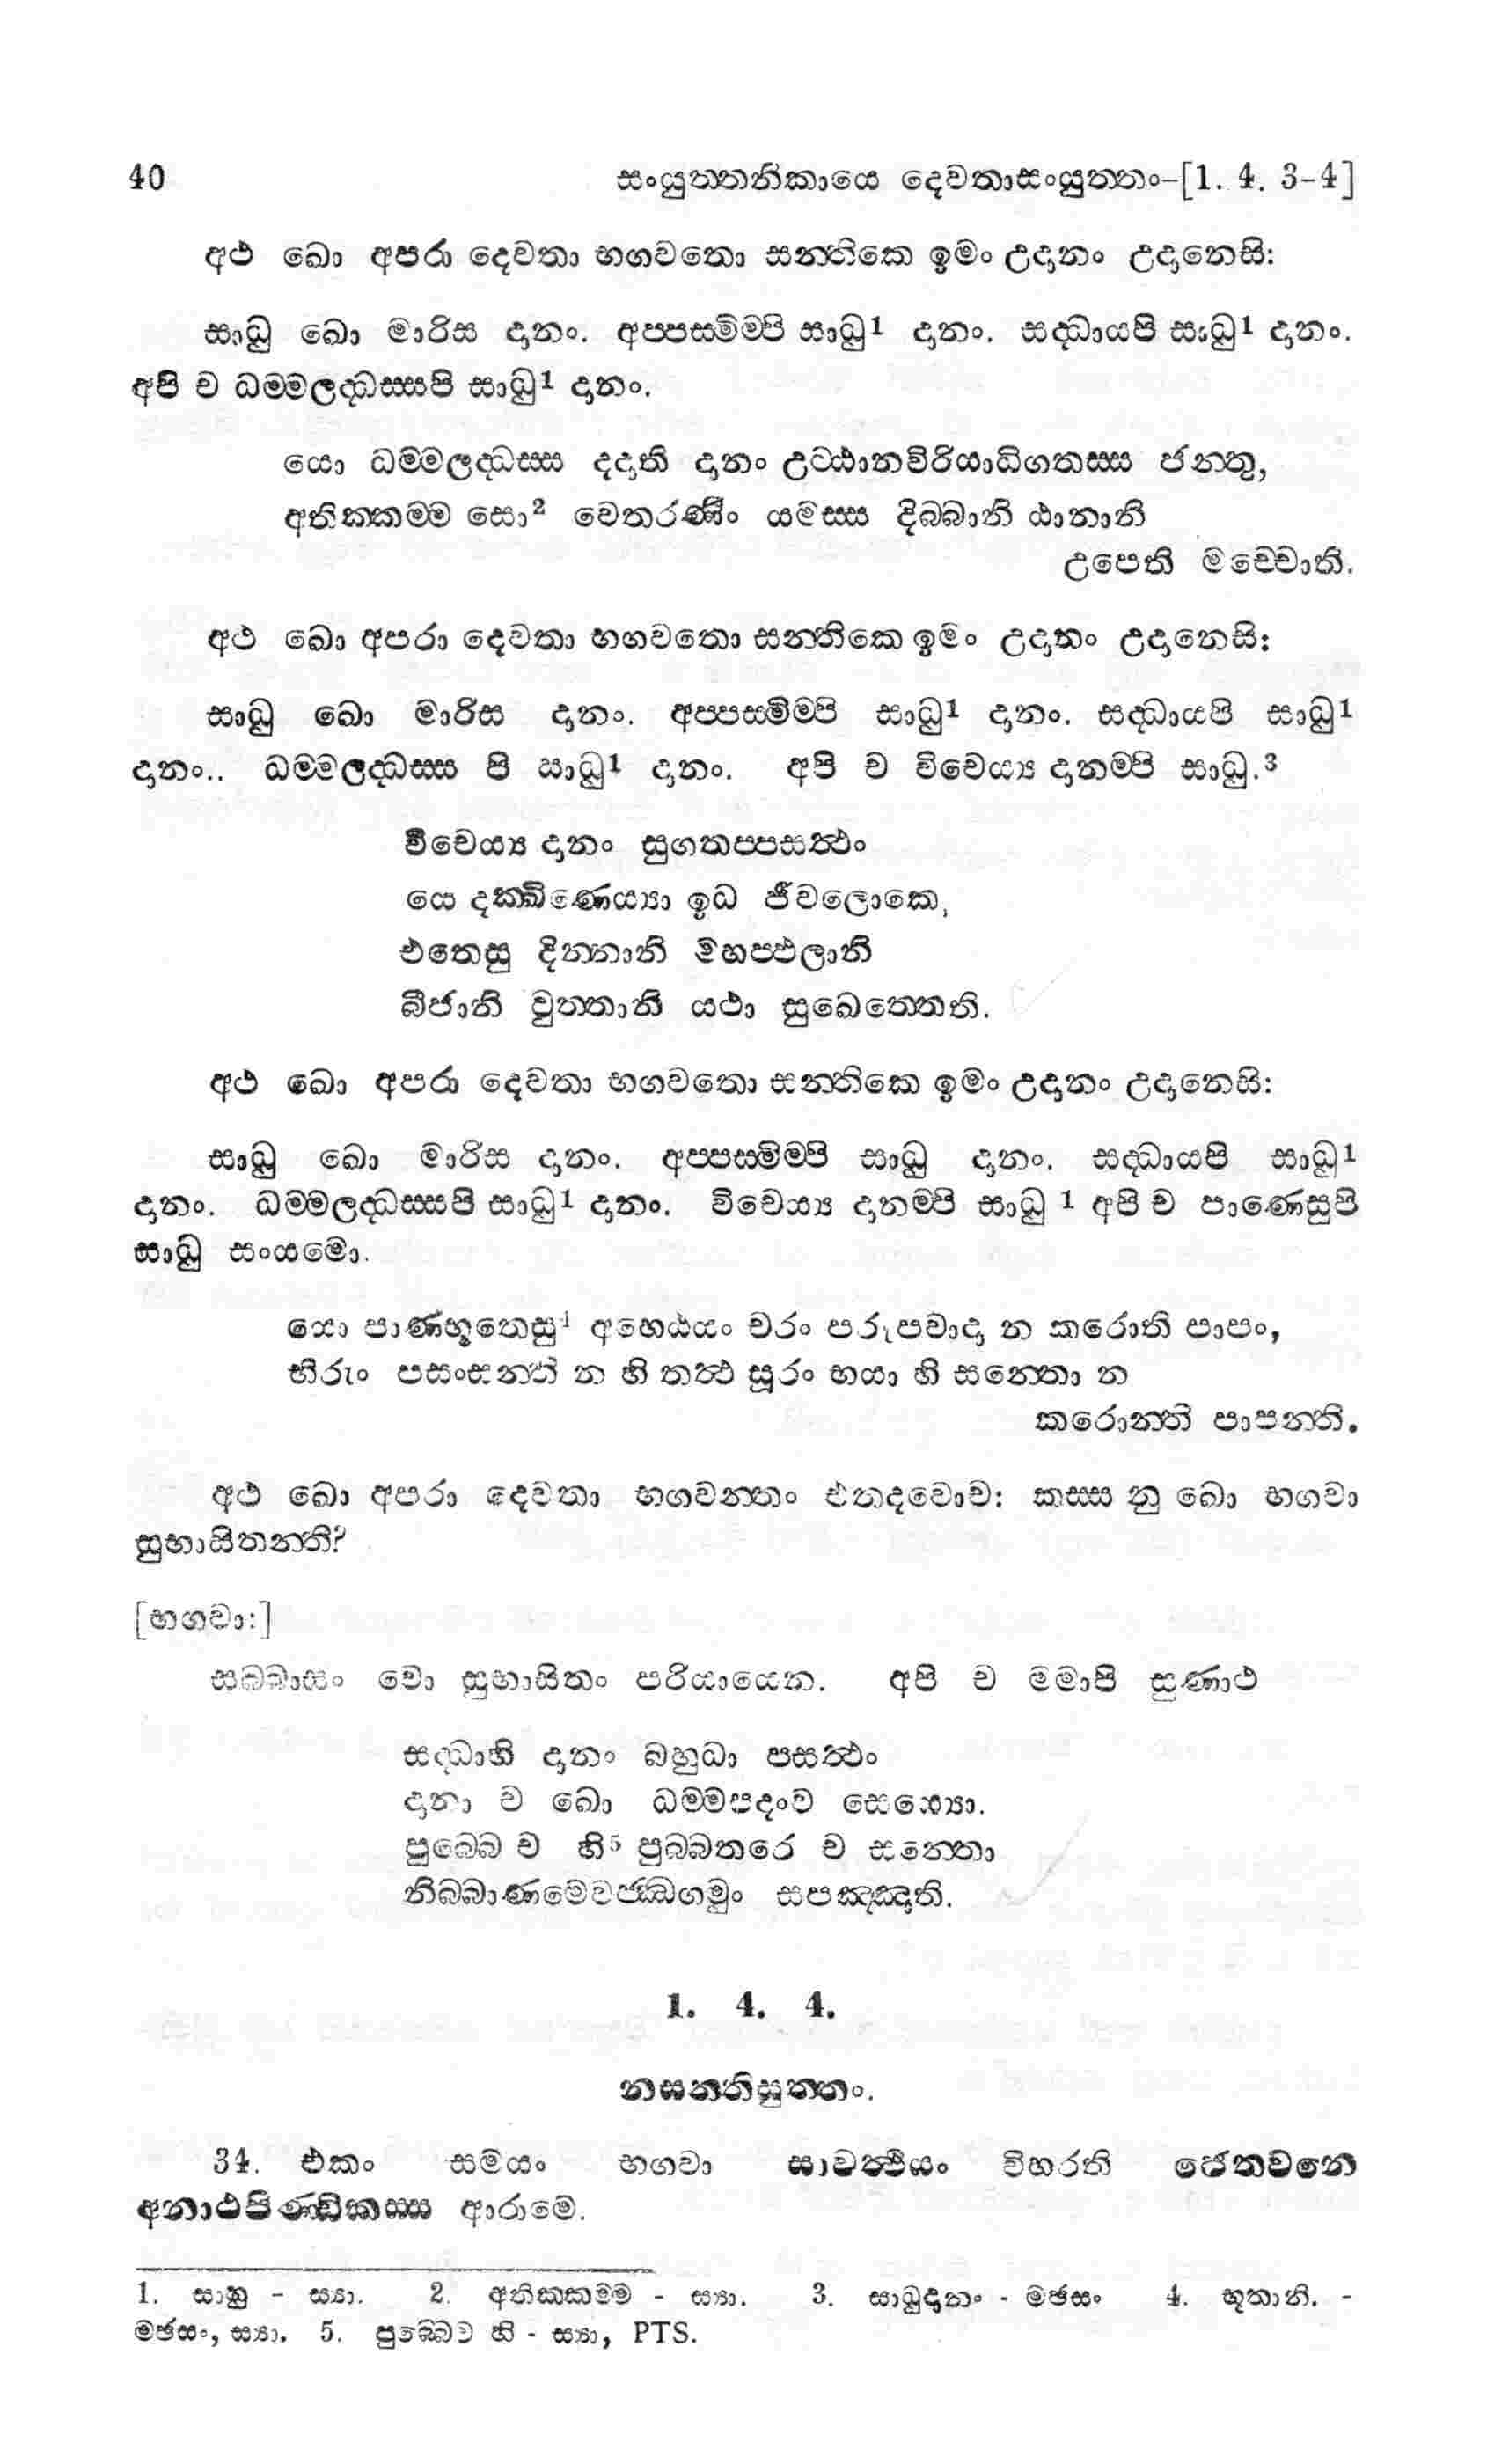 40 සංයුත්තනිකායෙ දෙවතාසංයුත්තං-[1. 4. 3-4]
අථ ඛො අපරා දෙවතා භගවතො සන්තිකෙ ඉමං උදානං උදානෙසි:
සාධු ඛො මාරිස දානං. අප්පසමිම්පි සාධු1 දානං. සද්ධායපි සාධු1 දානං.
අපි ච ධම්මලද්ධස්සපි සාධු1 දානං.
යො ධම්මලද්ධස්ස දදාති දානං උට්ඨානවිරියාධිගතස්ස ජන්තු,
අතික්කම්ම සො2 වෙතරණිං යමස්ස දිබ්බානි ඨානානි
උපෙති මච්චොති.
අථ ඛො අපරා දෙවතා භගවතො සන්තිකෙ ඉමං උදානං උදානෙසි:
සාධු ඛො මාරිස දානං. අප්පසමිම්පි සාධු1 දානං. සද්ධායපි සාධු1
දානං.. ධම්මලද්ධස්ස පි සාධු1 දානං. අපි ච විචෙය්‍ය දානම්පි සාධු.3
විචෙය්‍ය දානං සුගතප්පසත්ථං
යෙ දක්ඛිණෙය්‍යා ඉධ ජීවලොකෙ,
එතෙසු දින්නානි මහප්ඵලානි
බීජානි වුත්තානි යථා සුඛෙත්තෙති.
අථ ඛො අපරා දෙවතා භගවතො සන්තිකෙ ඉමං උදානං උදානෙසි:
සාධු ඛො මාරිස දානං. අප්පසමිම්පි සාධු දානං. සද්ධායපි සාධු1
දානං. ධම්මලද්ධස්සපි සාධු1 දානං. විචෙය්‍ය දානම්පි සාධු 1 අපි ච පාණෙසුපි
සාධු සංයමො.
යො පාණභූතෙසු4 අහෙඨයං චරං පරූපවාදා න කරොති පාපං,
භීරුං පසංසන්ති න හි තත්ථ සූරං භයා හි සන්තො න
කරොන්ති පාපන්ති.
අථ ඛො අපරා දෙවතා භගවන්තං එතදවොච: කස්ස නු ඛො භගවා
සුභාසිතන්ති?
[භගවා:]
සබ්බාසං වො සුභාසිතං පරියායෙන. අපි ච මමාපි සුණාථ
සද්ධාහි දානං බහුධා පසත්ථං
දානා ච ඛො ධම්මපදංව සෙය්‍යො.
පුබ්බෙ ච හි5 පුබ්බතරෙ ච සන්තො
නිබ්බාණමෙවජ්ඣගමුං සපඤ්ඤාති.
1. 4. 4.
නසන්තිසුත්තං.
34. එකං සමයං භගවා සාවත්ථියං විහරති ජෙතවනෙ
අනාථපිණ්ඩිකස්ස ආරාමෙ.
1. සාහු - ස්‍යා. 2. අතික්කමම - ස්‍යා. 3. සාධුදානං - මඡසං 4. භූතානි. -
මඡසං, ස්‍යා. 5. පුබ්බෙව හි - ස්‍යා, PTS.